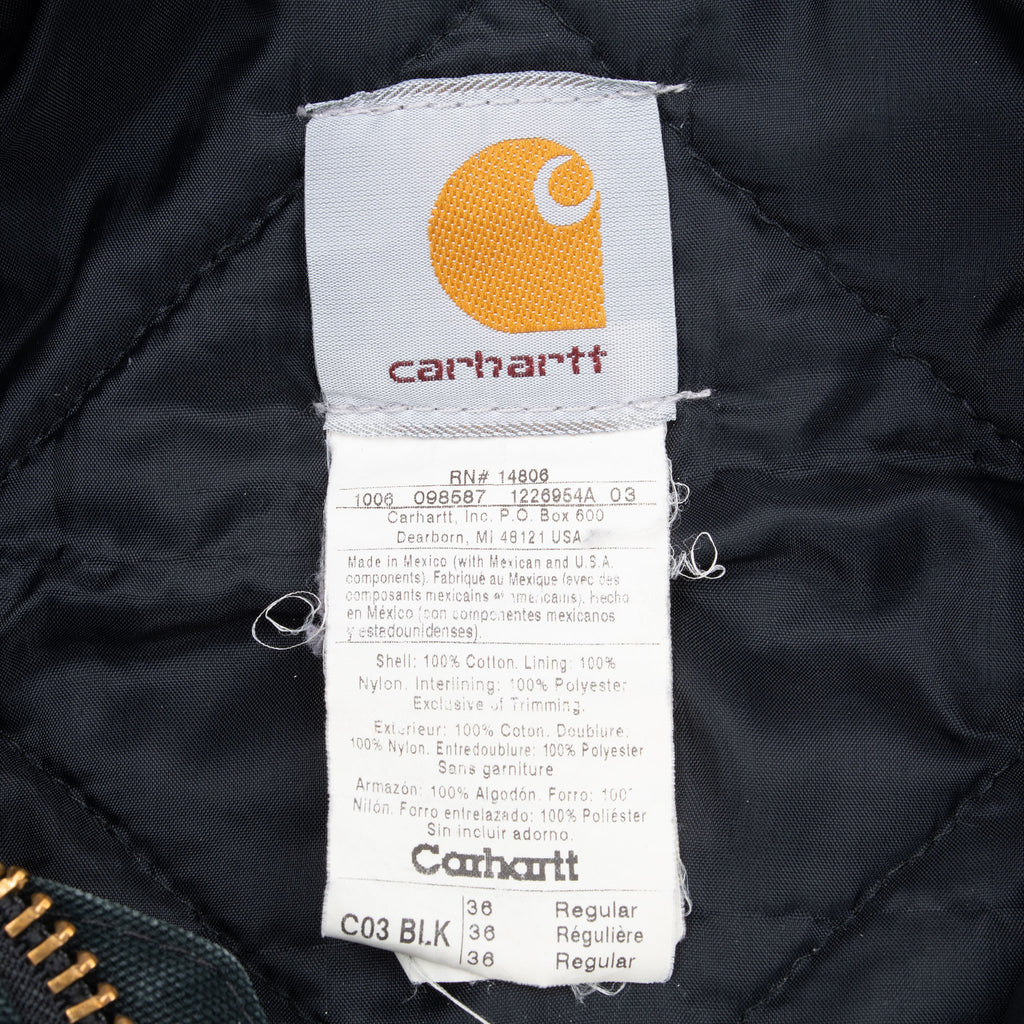 carhartt
RN# 14806
1006 098587 1226954A 03
Carhartt, Inc. P.O. Box 600
Dearborn, MI 48121 USA
Made in Mexico (with Mexican and U.S.A.
components). Fabriqué au Mexique (avec des
composants mexicains et américains). Hecho
en México (con componentes mexicanos
y estadounidenses).
Shell: 100% Cotton. Lining: 100%
Nylon. Interlining: 100% Polyester
Exclusive of Trimming.
Exterieur: 100% Coton. Doublure.
100% Nylon. Entredoublure: 100% Polyester
Sans garniture
Armazón: 100% Algodón. Forro: 100%
Nilón. Forro entrelazado: 100% Poliéster
Sin incluir adorno.
Carhartt
C03 BLK
36 Regular
36 Régulière
36 Regular